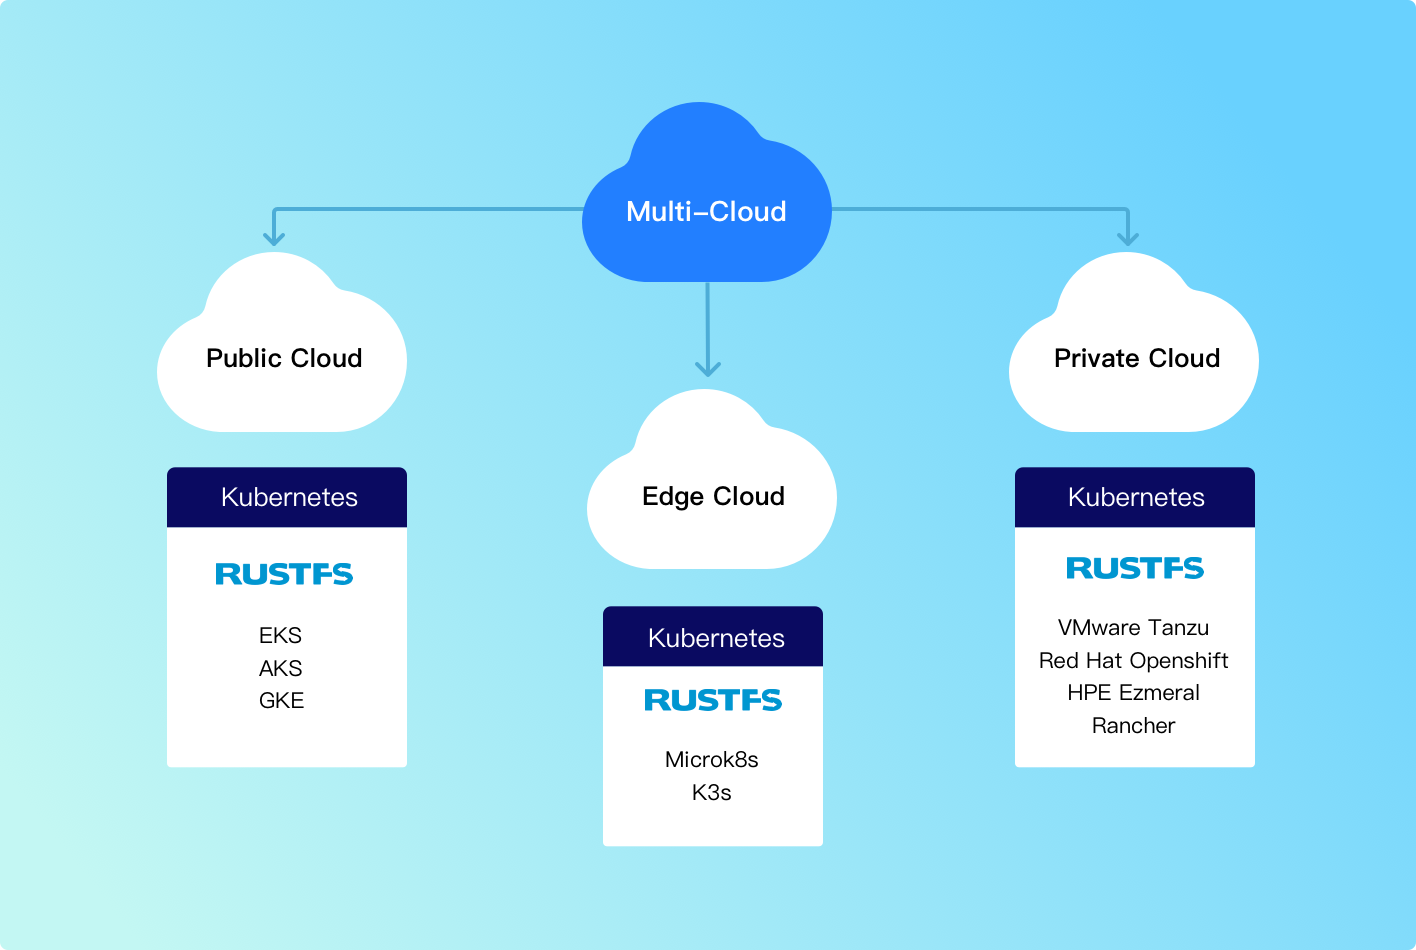 Multi-Cloud
Public Cloud
Kubernetes
RUSTFS
EKS
AKS
GKE
Edge Cloud
Kubernetes
RUSTFS
Microk8s
K3s
Private Cloud
Kubernetes
RUSTFS
VMware Tanzu
Red Hat Openshift
HPE Ezmeral
Rancher